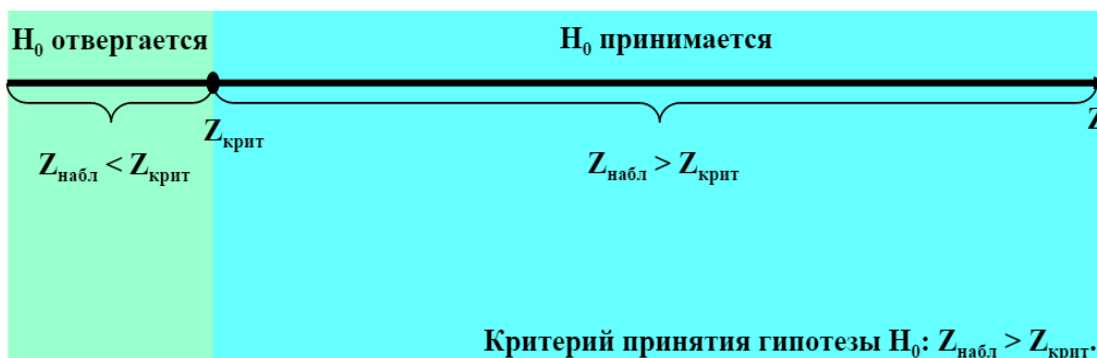 H₀ отвергается
H₀ принимается
Zкрит
Z
Zнабл < Zкрит
Zнабл > Zкрит
Критерий принятия гипотезы H₀: Zнабл > Zкрит.